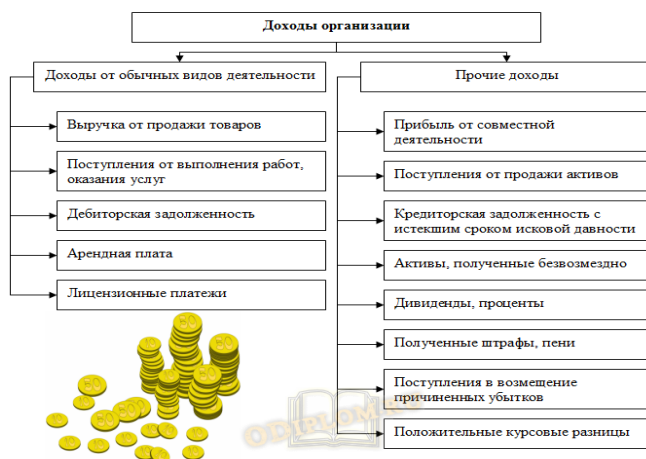 Доходы организации
Доходы от обычных видов деятельности
Выручка от продажи товаров
Поступления от выполнения работ,
оказания услуг
Дебиторская задолженность
Арендная плата
Лицензионные платежи
Прочие доходы
Прибыль от совместной
деятельности
Поступления от продажи активов
Кредиторская задолженность с
истекшим сроком исковой давности
Активы, полученные безвозмездно
Дивиденды, проценты
Полученные штрафы, пени
Поступления в возмещение
причиненных убытков
Положительные курсовые разницы
ODIPLOM.RU